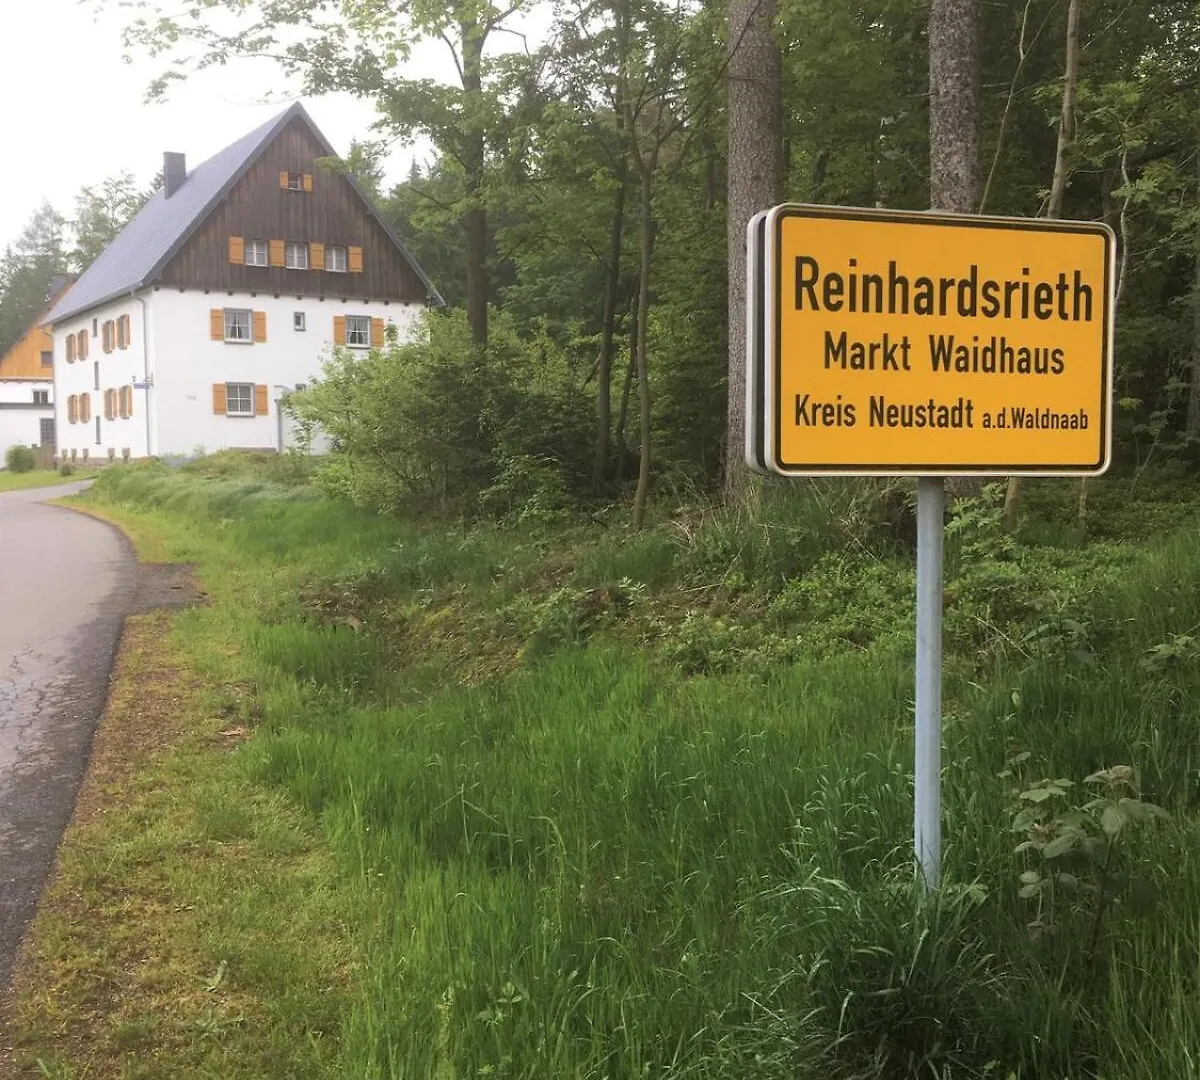 Reinhardsrieth
Markt Waidhaus
Kreis Neustadt a.d.Waldnaab